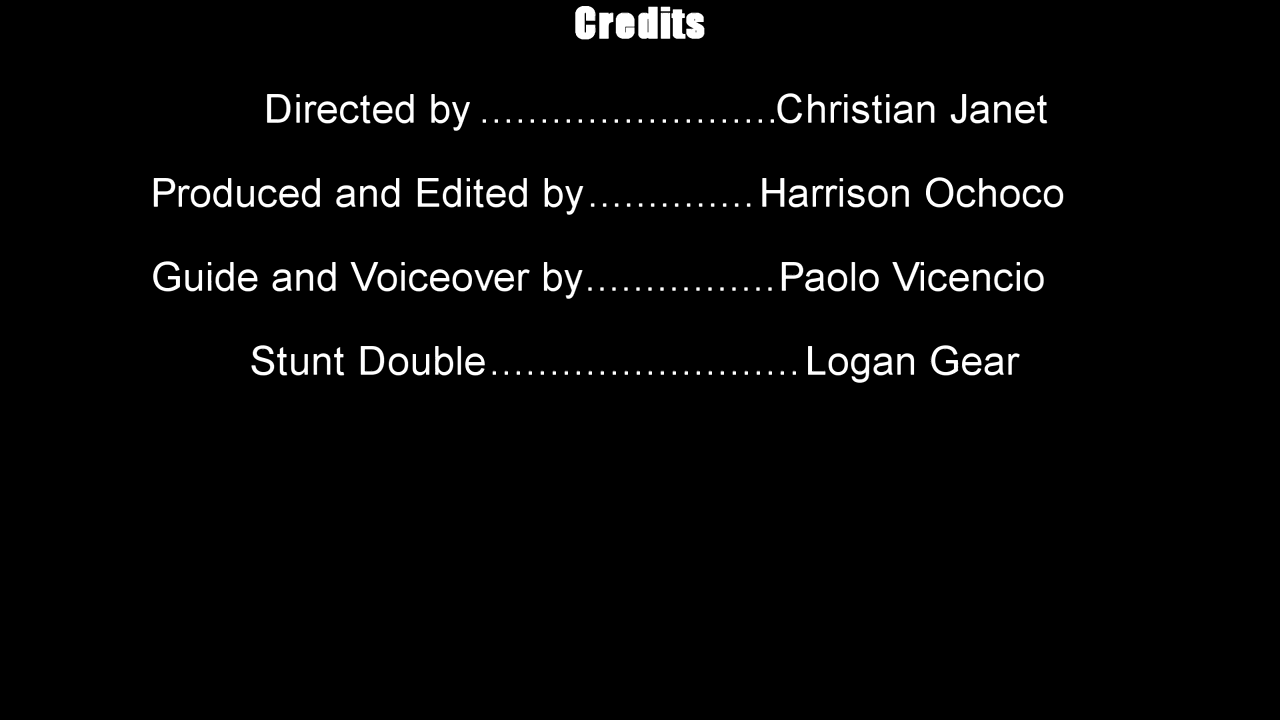 Credits
Directed by .........................Christian Janet
Produced and Edited by.............. Harrison Ochoco
Guide and Voiceover by................Paolo Vicencio
Stunt Double.......................... Logan Gear